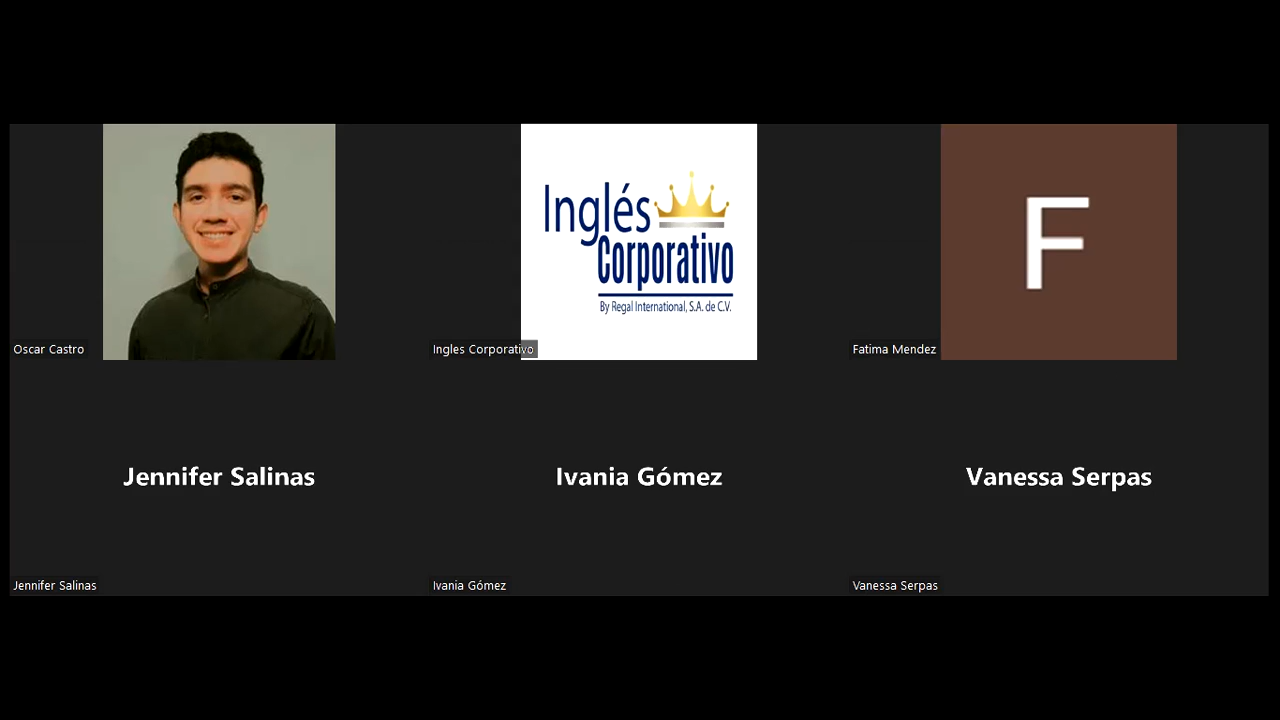 Inglés
Corporativo
By Regal International, S.A. de C.V.
F
Oscar Castro
Ingles Corporativo
Fatima Mendez
Jennifer Salinas
Ivania Gómez
Vanessa Serpas
Jennifer Salinas
Ivania Gómez
Vanessa Serpas